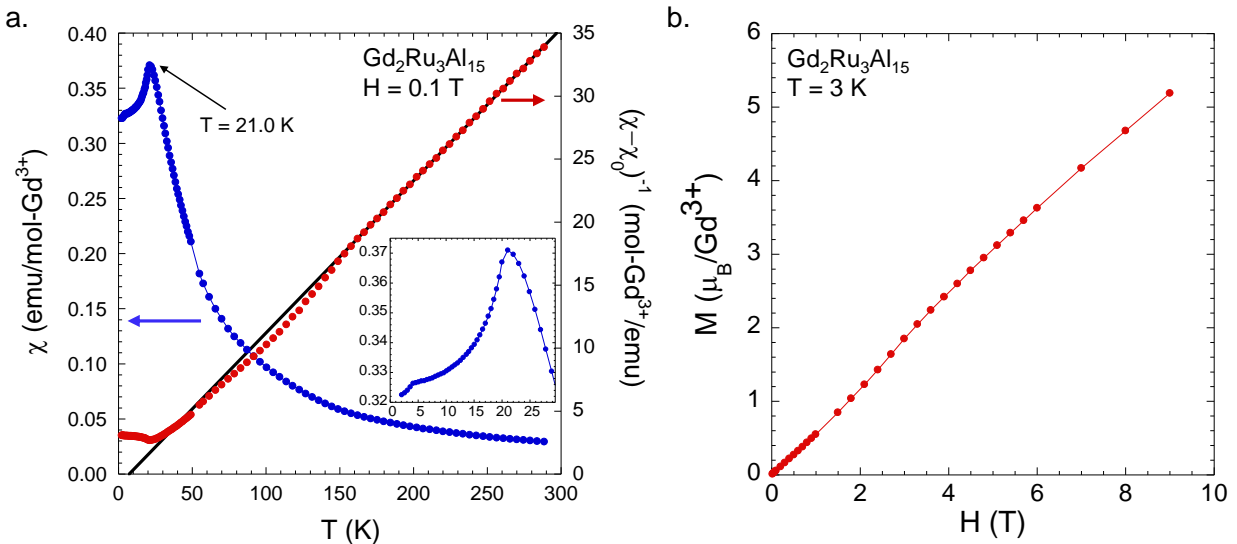 a.
Gd₂Ru₃Al₁₅
H = 0.1 T
T = 21.0 K
χ (emu/mol-Gd³⁺)
0.40
0.35
0.30
0.25
0.20
0.15
0.10
0.05
0.00
0 50 100 150 200 250 300
T (K)
35
30
25
20
15
10
5
0
(χ−χ₀)⁻¹ (mol-Gd³⁺/emu)
0.37
0.36
0.35
0.34
0.33
0.32
0 5 10 15 20 25
b.
Gd₂Ru₃Al₁₅
T = 3 K
M (μ_B/Gd³⁺)
6
5
4
3
2
1
0
0 2 4 6 8 10
H (T)